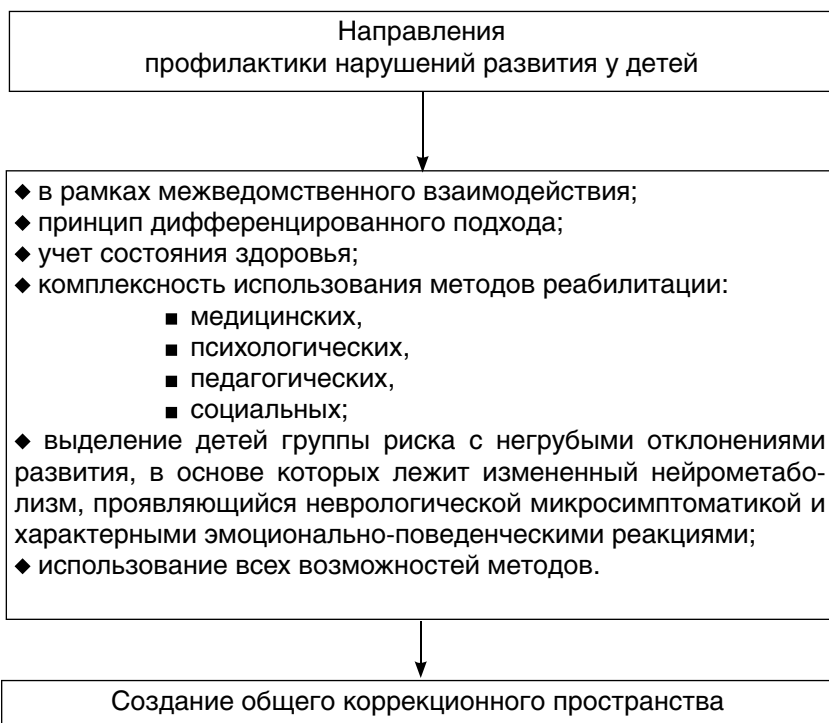 Направления
профилактики нарушений развития у детей
◆ в рамках межведомственного взаимодействия;
◆ принцип дифференцированного подхода;
◆ учет состояния здоровья;
◆ комплексность использования методов реабилитации:
■ медицинских,
■ психологических,
■ педагогических,
■ социальных;
◆ выделение детей группы риска с негрубыми отклонениями
развития, в основе которых лежит измененный нейрометабо-
лизм, проявляющийся неврологической микросимптоматикой и
характерными эмоционально-поведенческими реакциями;
◆ использование всех возможностей методов.
Создание общего коррекционного пространства